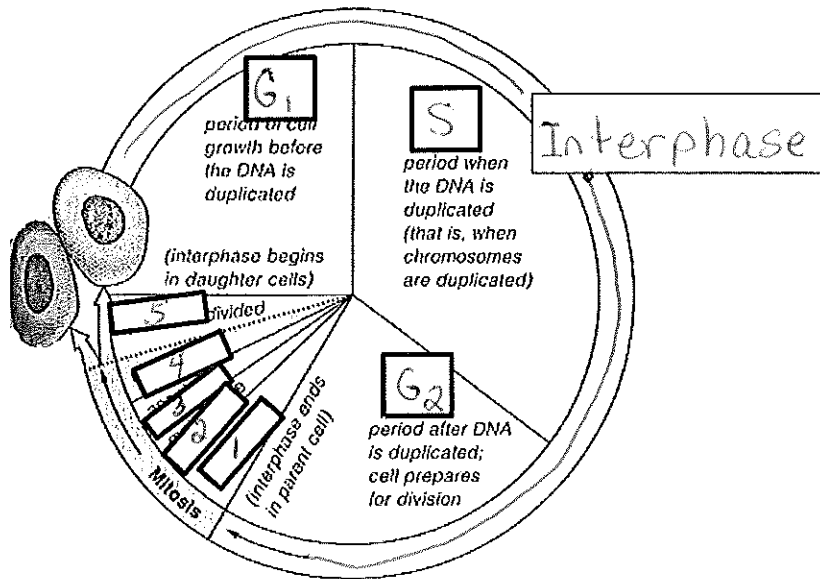 G₁
period of cell
growth before
the DNA is
duplicated
S
period when
the DNA is
duplicated
(that is, when
chromosomes
are duplicated)
Interphase
(interphase begins
in daughter cells)
5
divided
4
3
2
1
(interphase ends
in parent cell)
G₂
period after DNA
is duplicated;
cell prepares
for division
Mitosis